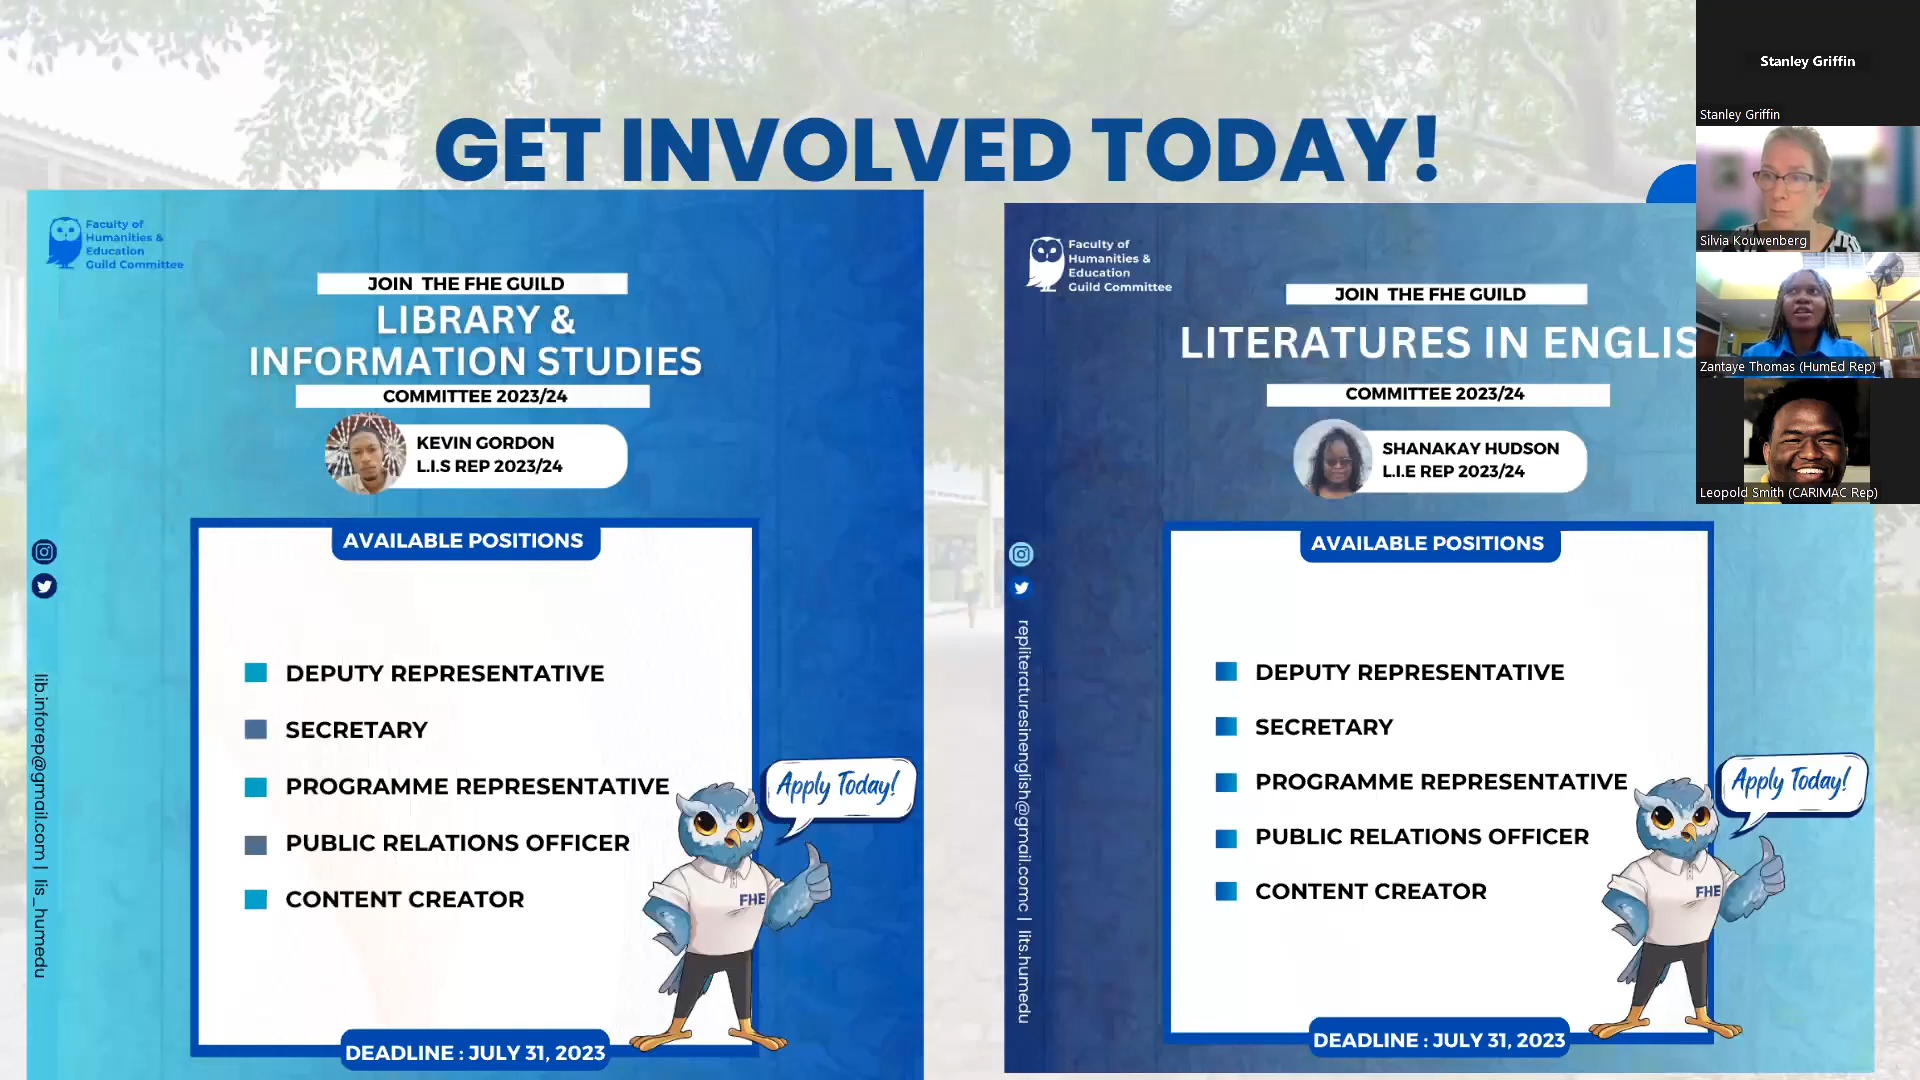 GET INVOLVED TODAY!
Faculty of
Humanities &
Education
Guild Committee
JOIN THE FHE GUILD
LIBRARY &
INFORMATION STUDIES
COMMITTEE 2023/24
KEVIN GORDON
L.I.S REP 2023/24
AVAILABLE POSITIONS
DEPUTY REPRESENTATIVE
SECRETARY
PROGRAMME REPRESENTATIVE
PUBLIC RELATIONS OFFICER
CONTENT CREATOR
Apply Today!
FHE
DEADLINE : JULY 31, 2023
lib.inforep@gmail.com | lis_humedu
Faculty of
Humanities &
Education
Guild Committee
JOIN THE FHE GUILD
LITERATURES IN ENGLIS
COMMITTEE 2023/24
SHANAKAY HUDSON
L.I.E REP 2023/24
AVAILABLE POSITIONS
DEPUTY REPRESENTATIVE
SECRETARY
PROGRAMME REPRESENTATIVE
PUBLIC RELATIONS OFFICER
CONTENT CREATOR
Apply Today!
FHE
DEADLINE : JULY 31, 2023
repliteraturesinenglish@gmail.comc | lits.humedu
Stanley Griffin
Stanley Griffin
Silvia Kouwenberg
Zantaye Thomas (HumEd Rep)
Leopold Smith (CARIMAC Rep)